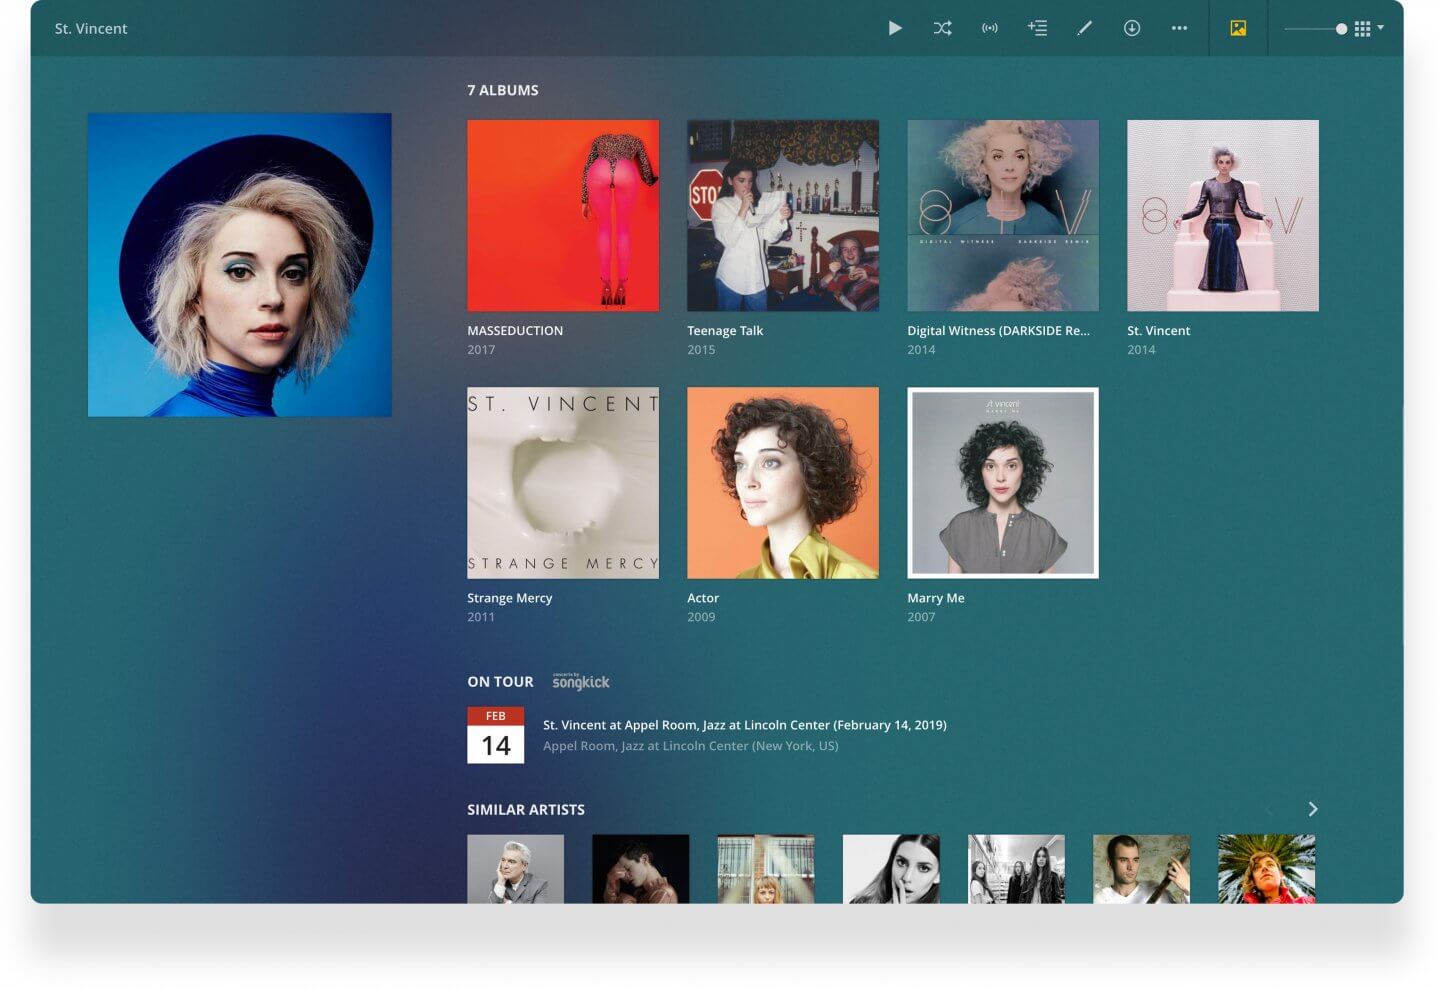 St. Vincent
7 ALBUMS
STO
DIGITAL WITNESS DARKSIDE REMIX
MASSEDUCTION
2017
Teenage Talk
2015
Digital Witness (DARKSIDE Re...
2014
St. Vincent
2014
ST. VINCENT
STRANGE MERCY
st. vincent
MARRY ME
Strange Mercy
2011
Actor
2009
Marry Me
2007
ON TOUR
concerts by
songkick
FEB
14
St. Vincent at Appel Room, Jazz at Lincoln Center (February 14, 2019)
Appel Room, Jazz at Lincoln Center (New York, US)
SIMILAR ARTISTS